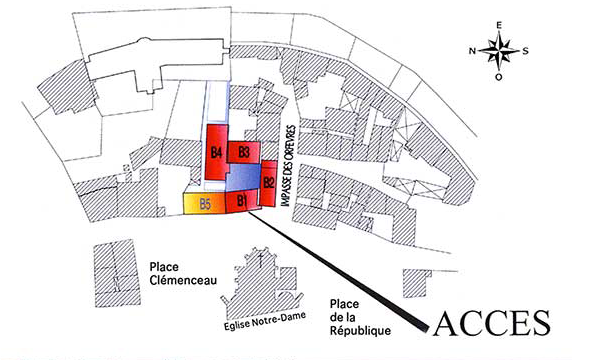 E
N
S
O
B4
B3
B2
B5
B1
IMPASSE DES ORFEVRES
Place
Clémenceau
Eglise Notre-Dame
Place
de la
République
ACCES